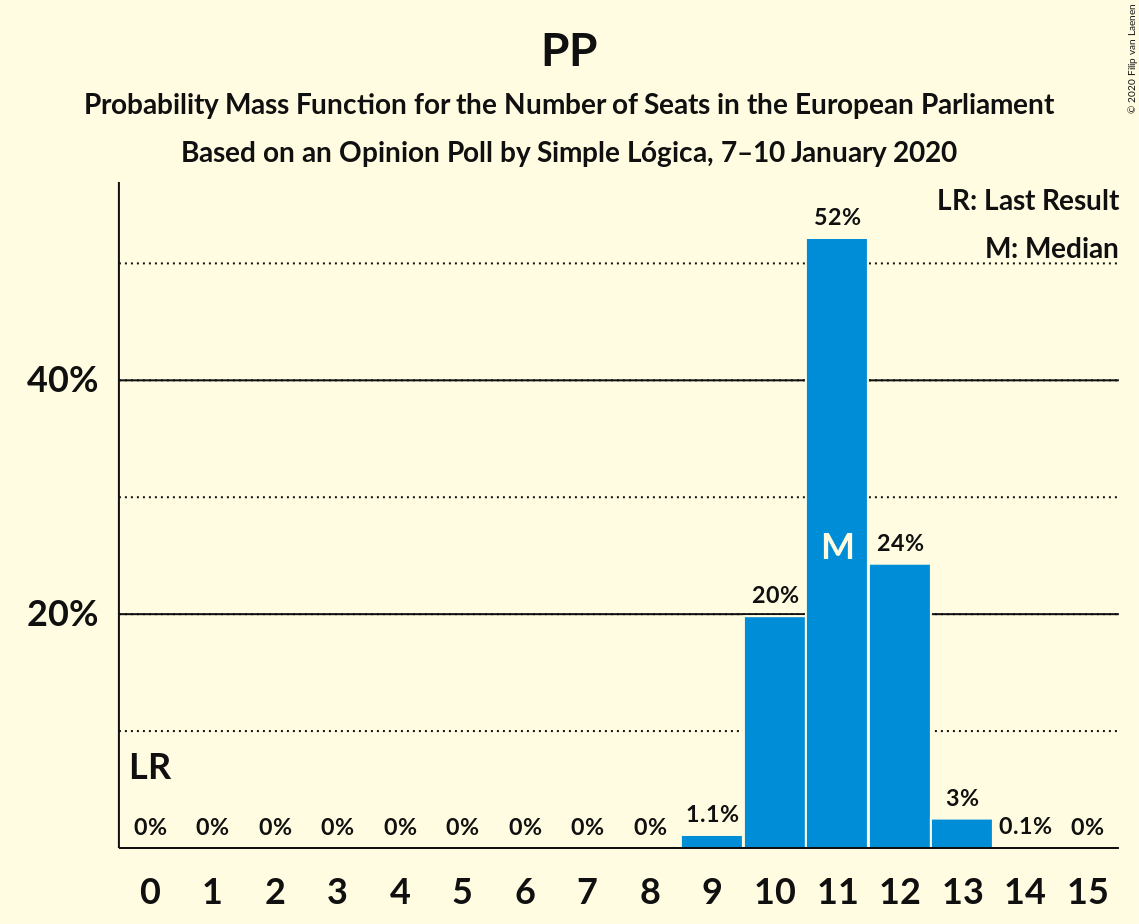 PP
Probability Mass Function for the Number of Seats in the European Parliament
Based on an Opinion Poll by Simple Lógica, 7–10 January 2020
© 2020 Filip van Laenen
LR: Last Result
M: Median
52%
40%
M
24%
20%
20%
LR
0% 0% 0% 0% 0% 0% 0% 0% 0% 1.1% 3% 0.1% 0%
0 1 2 3 4 5 6 7 8 9 10 11 12 13 14 15